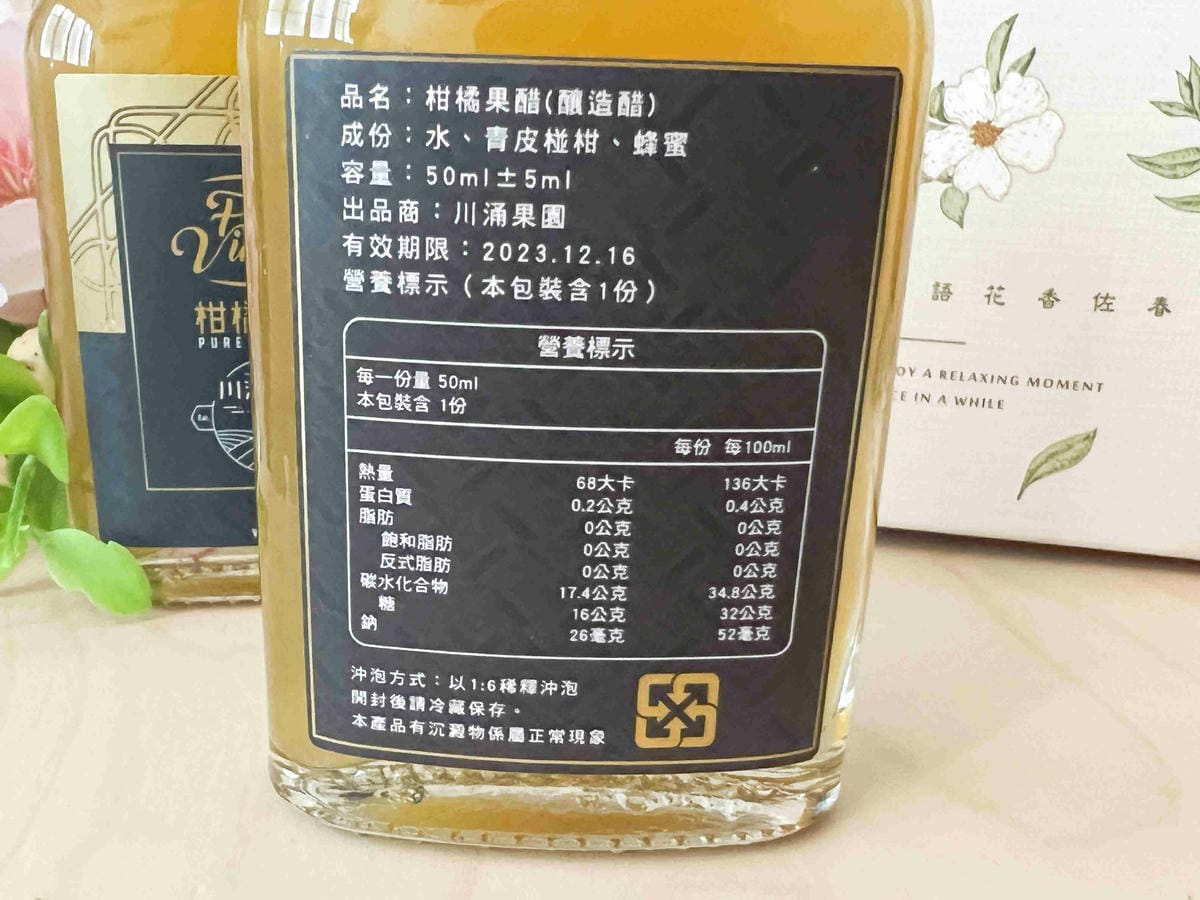 品名：柑橘果醋(釀造醋)
成份：水、青皮椪柑、蜂蜜
容量：50ml±5ml
出品商：川涌果園
有效期限：2023.12.16
營養標示（本包裝含1份）
營養標示
每一份量 50ml
本包裝含 1份
每份 每100ml
熱量 68大卡 136大卡
蛋白質 0.2公克 0.4公克
脂肪 0公克 0公克
飽和脂肪 0公克 0公克
反式脂肪 0公克 0公克
碳水化合物 17.4公克 34.8公克
糖 16公克 32公克
鈉 26毫克 52毫克
沖泡方式：以1:6稀釋沖泡
開封後請冷藏保存。
本產品有沉澱物係屬正常現象
柑橘
PURE
川涌
語花香佐春
A RELAXING MOMENT
IN A WHILE